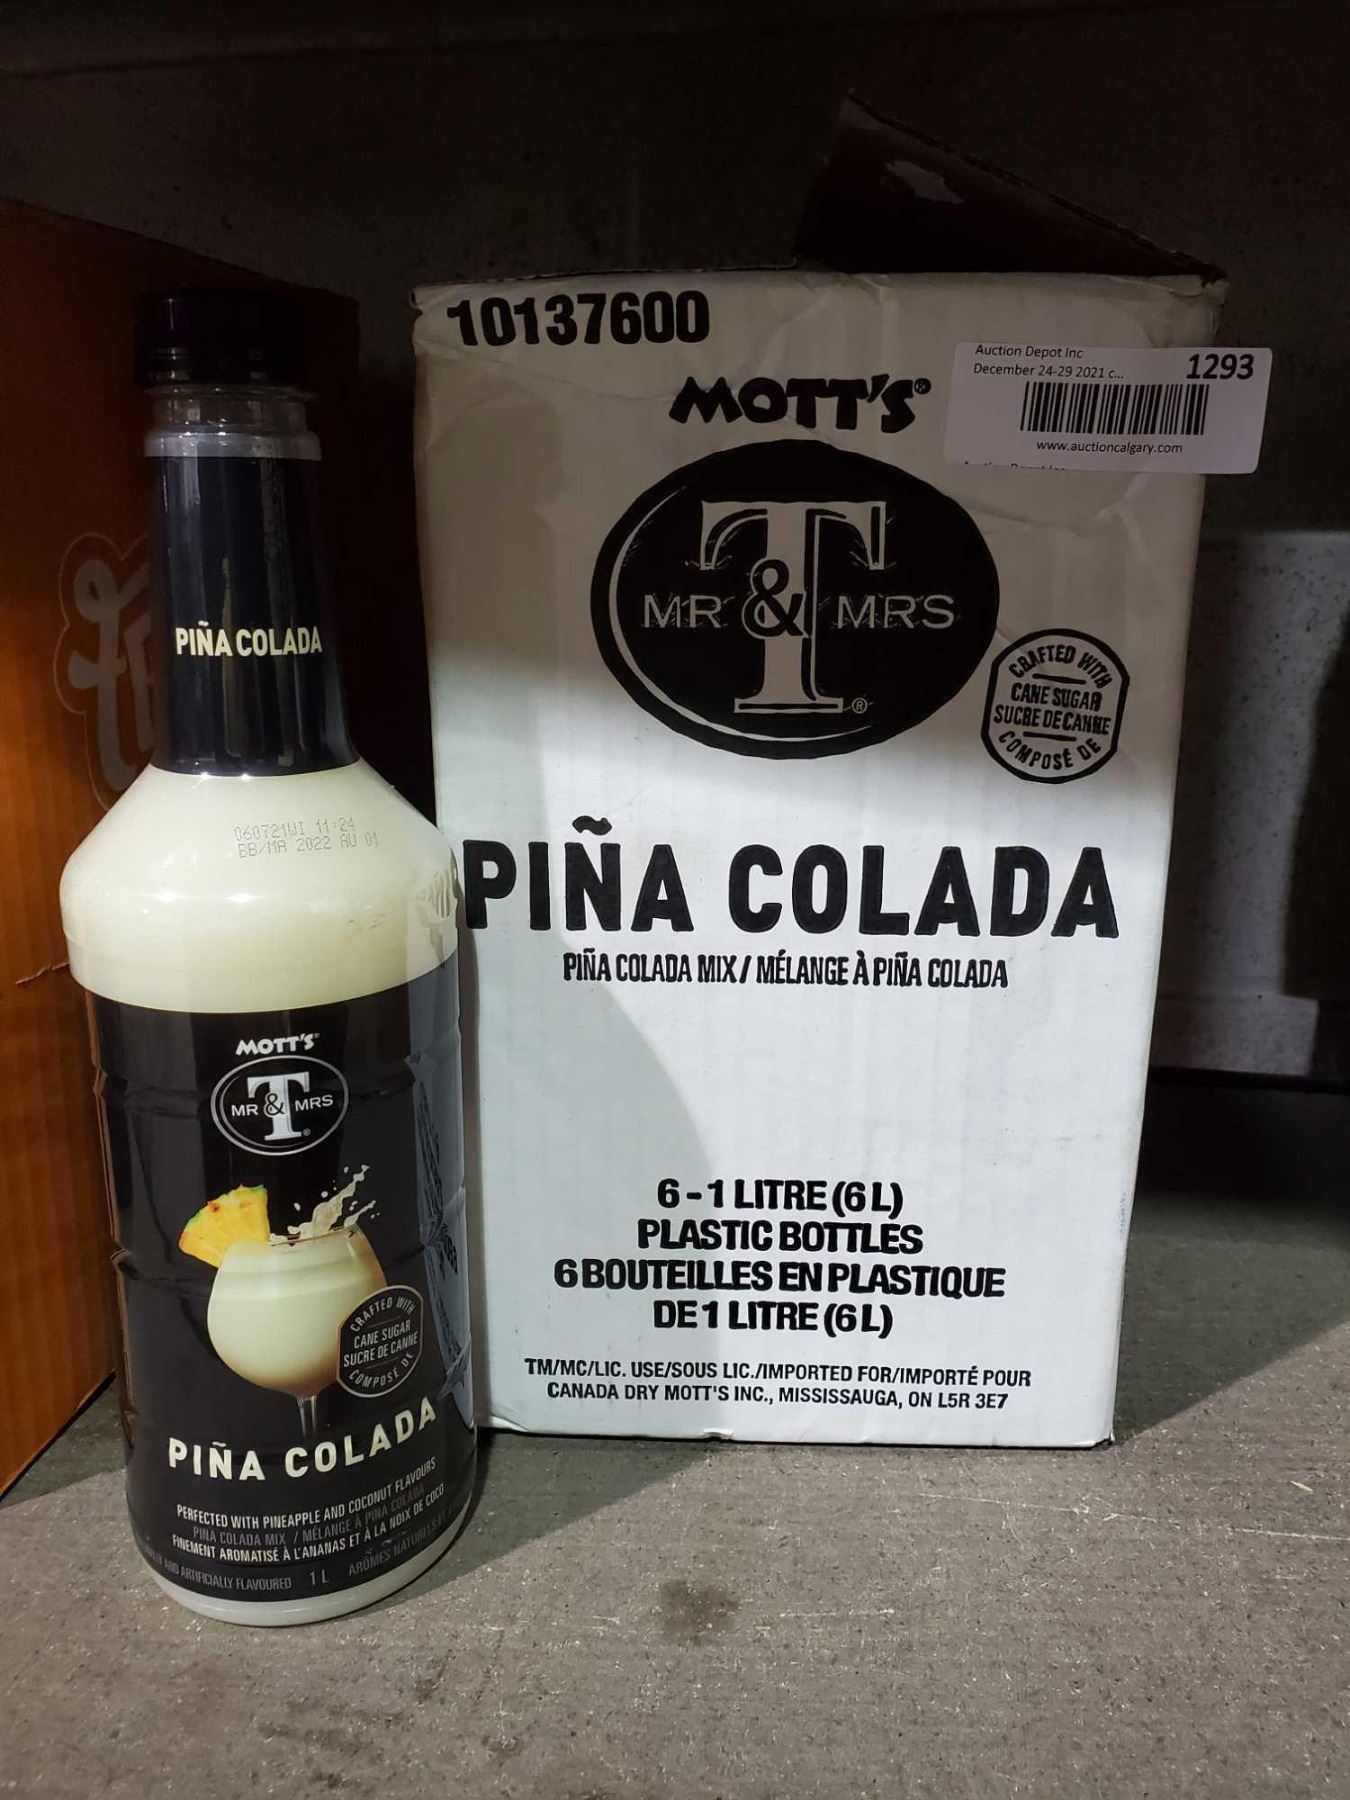 10137600
Auction Depot Inc
December 24-29 2021 c...
1293
www.auctioncalgary.com
MOTT'S®
T
MR & MRS
®
CRAFTED WITH
CANE SUGAR
SUCRE DE CANNE
COMPOSÉ DE
PIÑA COLADA
PIÑA COLADA MIX / MÉLANGE À PIÑA COLADA
6 - 1 LITRE (6 L)
PLASTIC BOTTLES
6 BOUTEILLES EN PLASTIQUE
DE 1 LITRE (6 L)
TM/MC/LIC. USE/SOUS LIC./IMPORTED FOR/IMPORTÉ POUR
CANADA DRY MOTT'S INC., MISSISSAUGA, ON L5R 3E7
PIÑA COLADA
060721WI 11:24
BB/MA 2022 AU 01
MOTT'S
T
MR & MRS
CRAFTED WITH
CANE SUGAR
SUCRE DE CANNE
COMPOSÉ DE
PIÑA COLADA
PERFECTED WITH PINEAPPLE AND COCONUT FLAVOURS
PIÑA COLADA MIX / MÉLANGE À PIÑA COLADA
FINEMENT AROMATISÉ À L'ANANAS ET À LA NOIX DE COCO
AND ARTIFICIALLY FLAVOURED 1 L ARÔMES